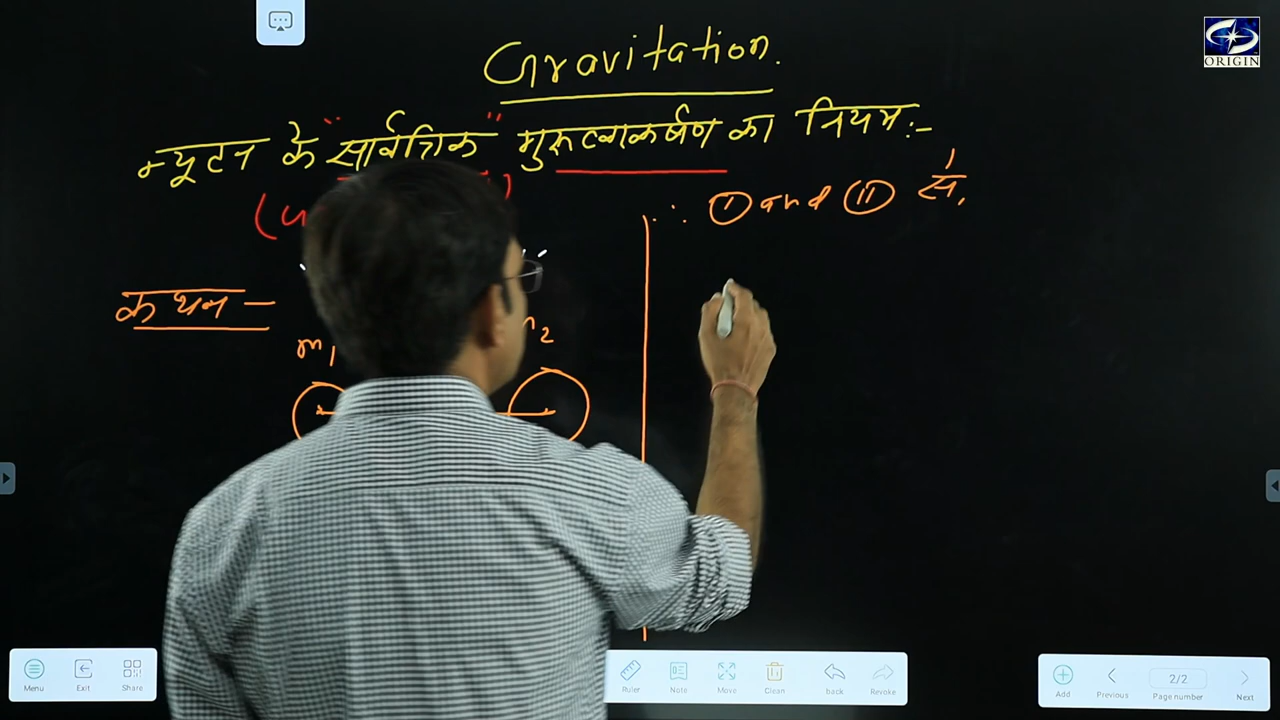 Gravitation.
न्यूटन के "सार्वत्रिक" गुरूत्वाकर्षण का नियम:-
∴ (I) and (II) से,
कथन -
m1
2
ORIGIN
Menu Exit Share
Ruler Note Move Clean back Revoke
Add Previous 2/2 Page number Next